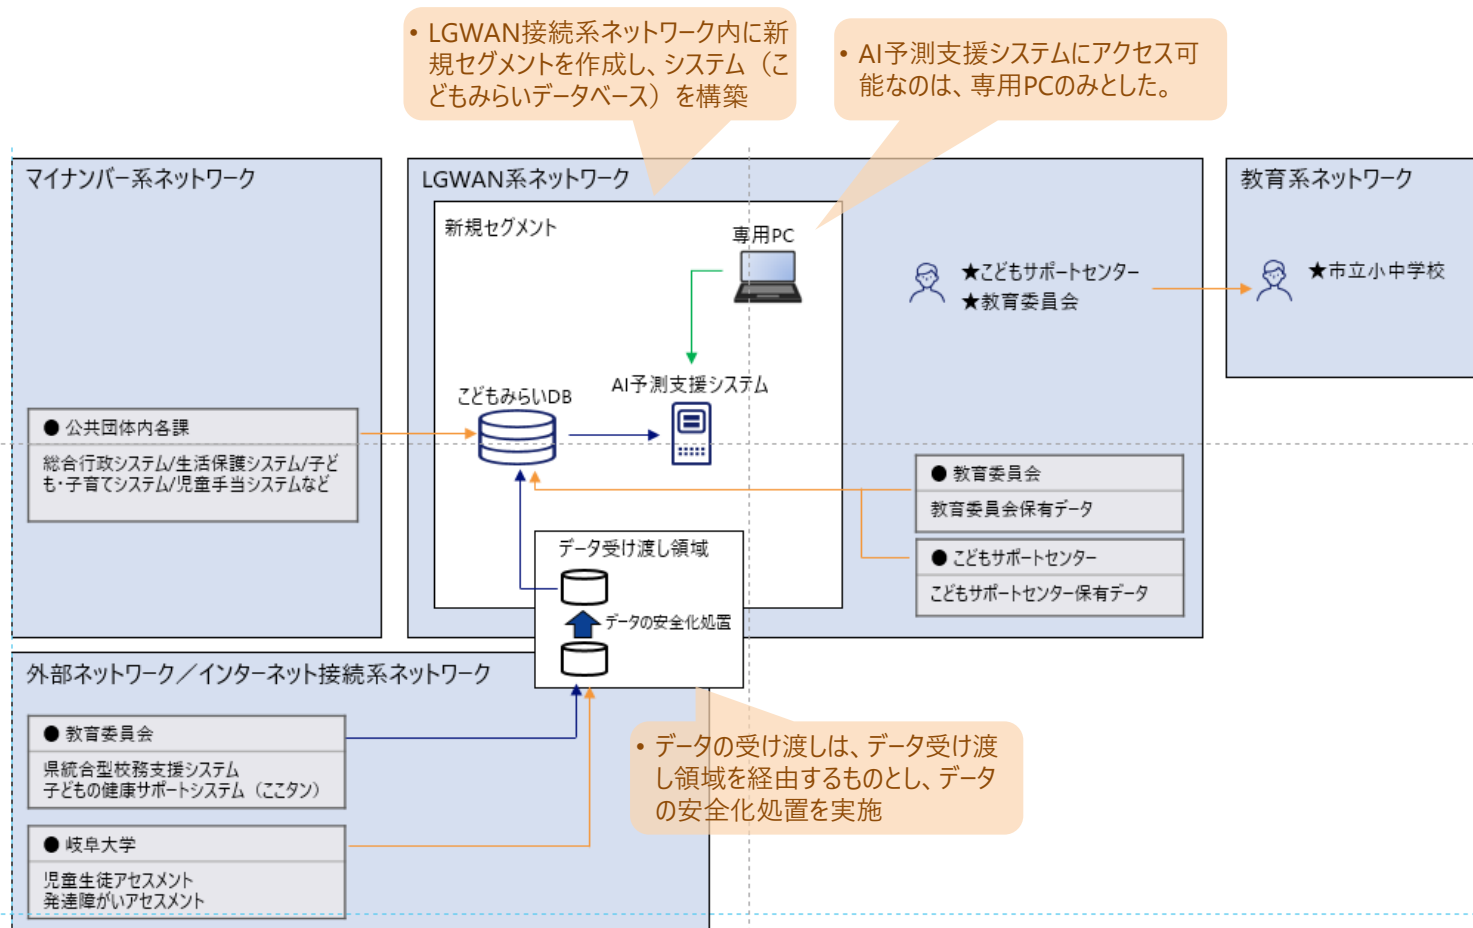 • LGWAN接続系ネットワーク内に新
規セグメントを作成し、システム（こ
どもみらいデータベース）を構築
• AI予測支援システムにアクセス可
能なのは、専用PCのみとした。
マイナンバー系ネットワーク
LGWAN系ネットワーク
教育系ネットワーク
新規セグメント
専用PC
★こどもサポートセンター
★教育委員会
★市立小中学校
こどもみらいDB
AI予測支援システム
● 公共団体内各課
総合行政システム/生活保護システム/子ど
も・子育てシステム/児童手当システムなど
● 教育委員会
教育委員会保有データ
● こどもサポートセンター
こどもサポートセンター保有データ
データ受け渡し領域
データの安全化処置
外部ネットワーク／インターネット接続系ネットワーク
● 教育委員会
県統合型校務支援システム
子どもの健康サポートシステム（ここタン）
● 岐阜大学
児童生徒アセスメント
発達障がいアセスメント
• データの受け渡しは、データ受け渡
し領域を経由するものとし、データ
の安全化処置を実施